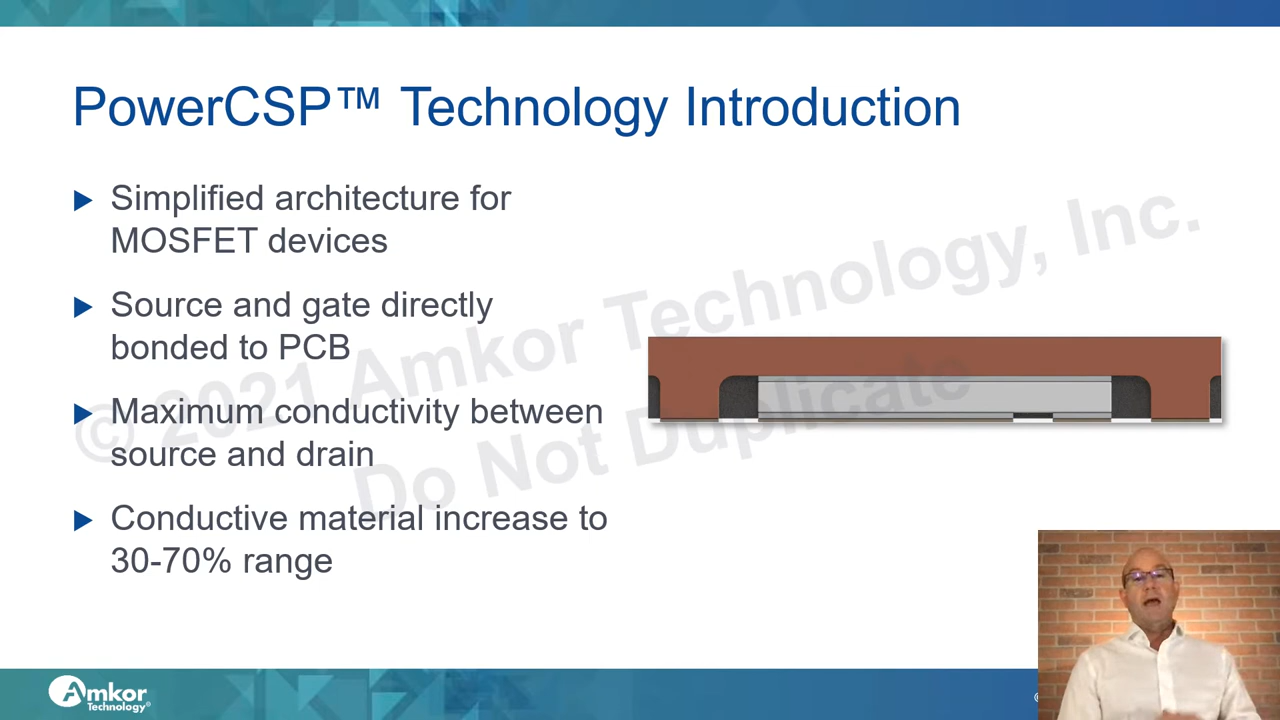 PowerCSP™ Technology Introduction
Simplified architecture for
MOSFET devices
Source and gate directly
bonded to PCB
Maximum conductivity between
source and drain
Conductive material increase to
30-70% range
© 2021 Amkor Technology, Inc.
Do Not Duplicate
Amkor
Technology®
©